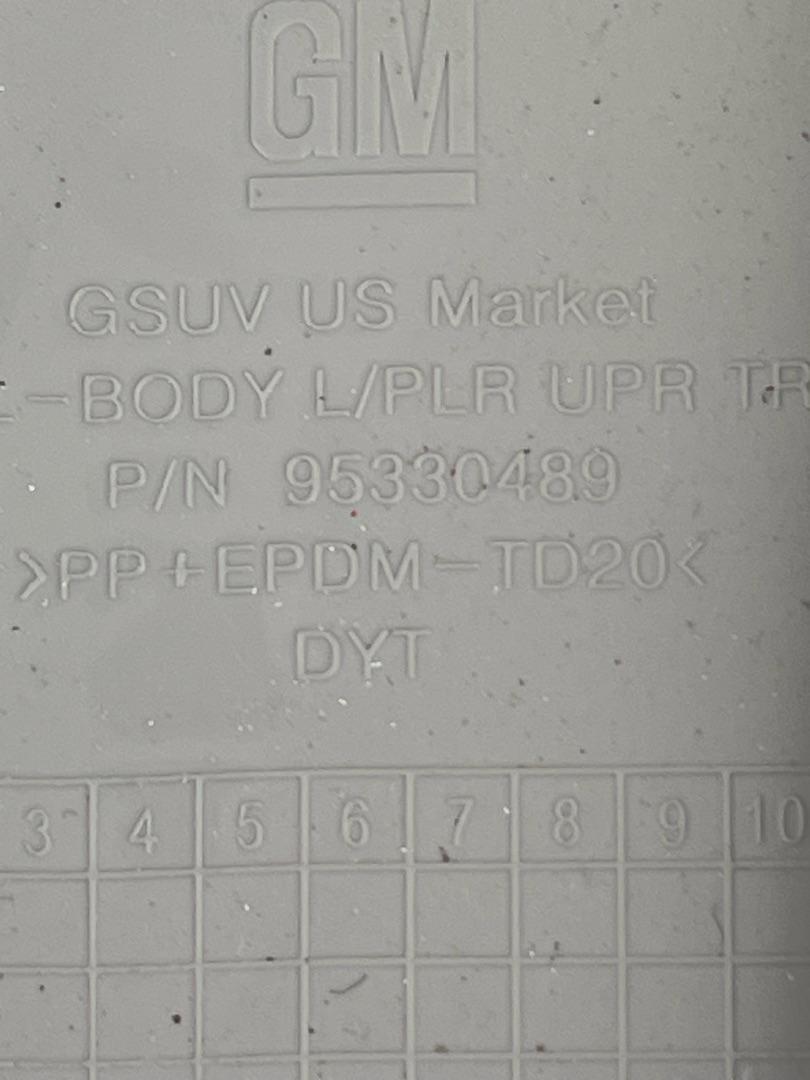 GM
GSUV US Market
-BODY L/PLR UPR TR
P/N 95330489
>PP+EPDM-TD20<
DYT
3 4 5 6 7 8 9 10